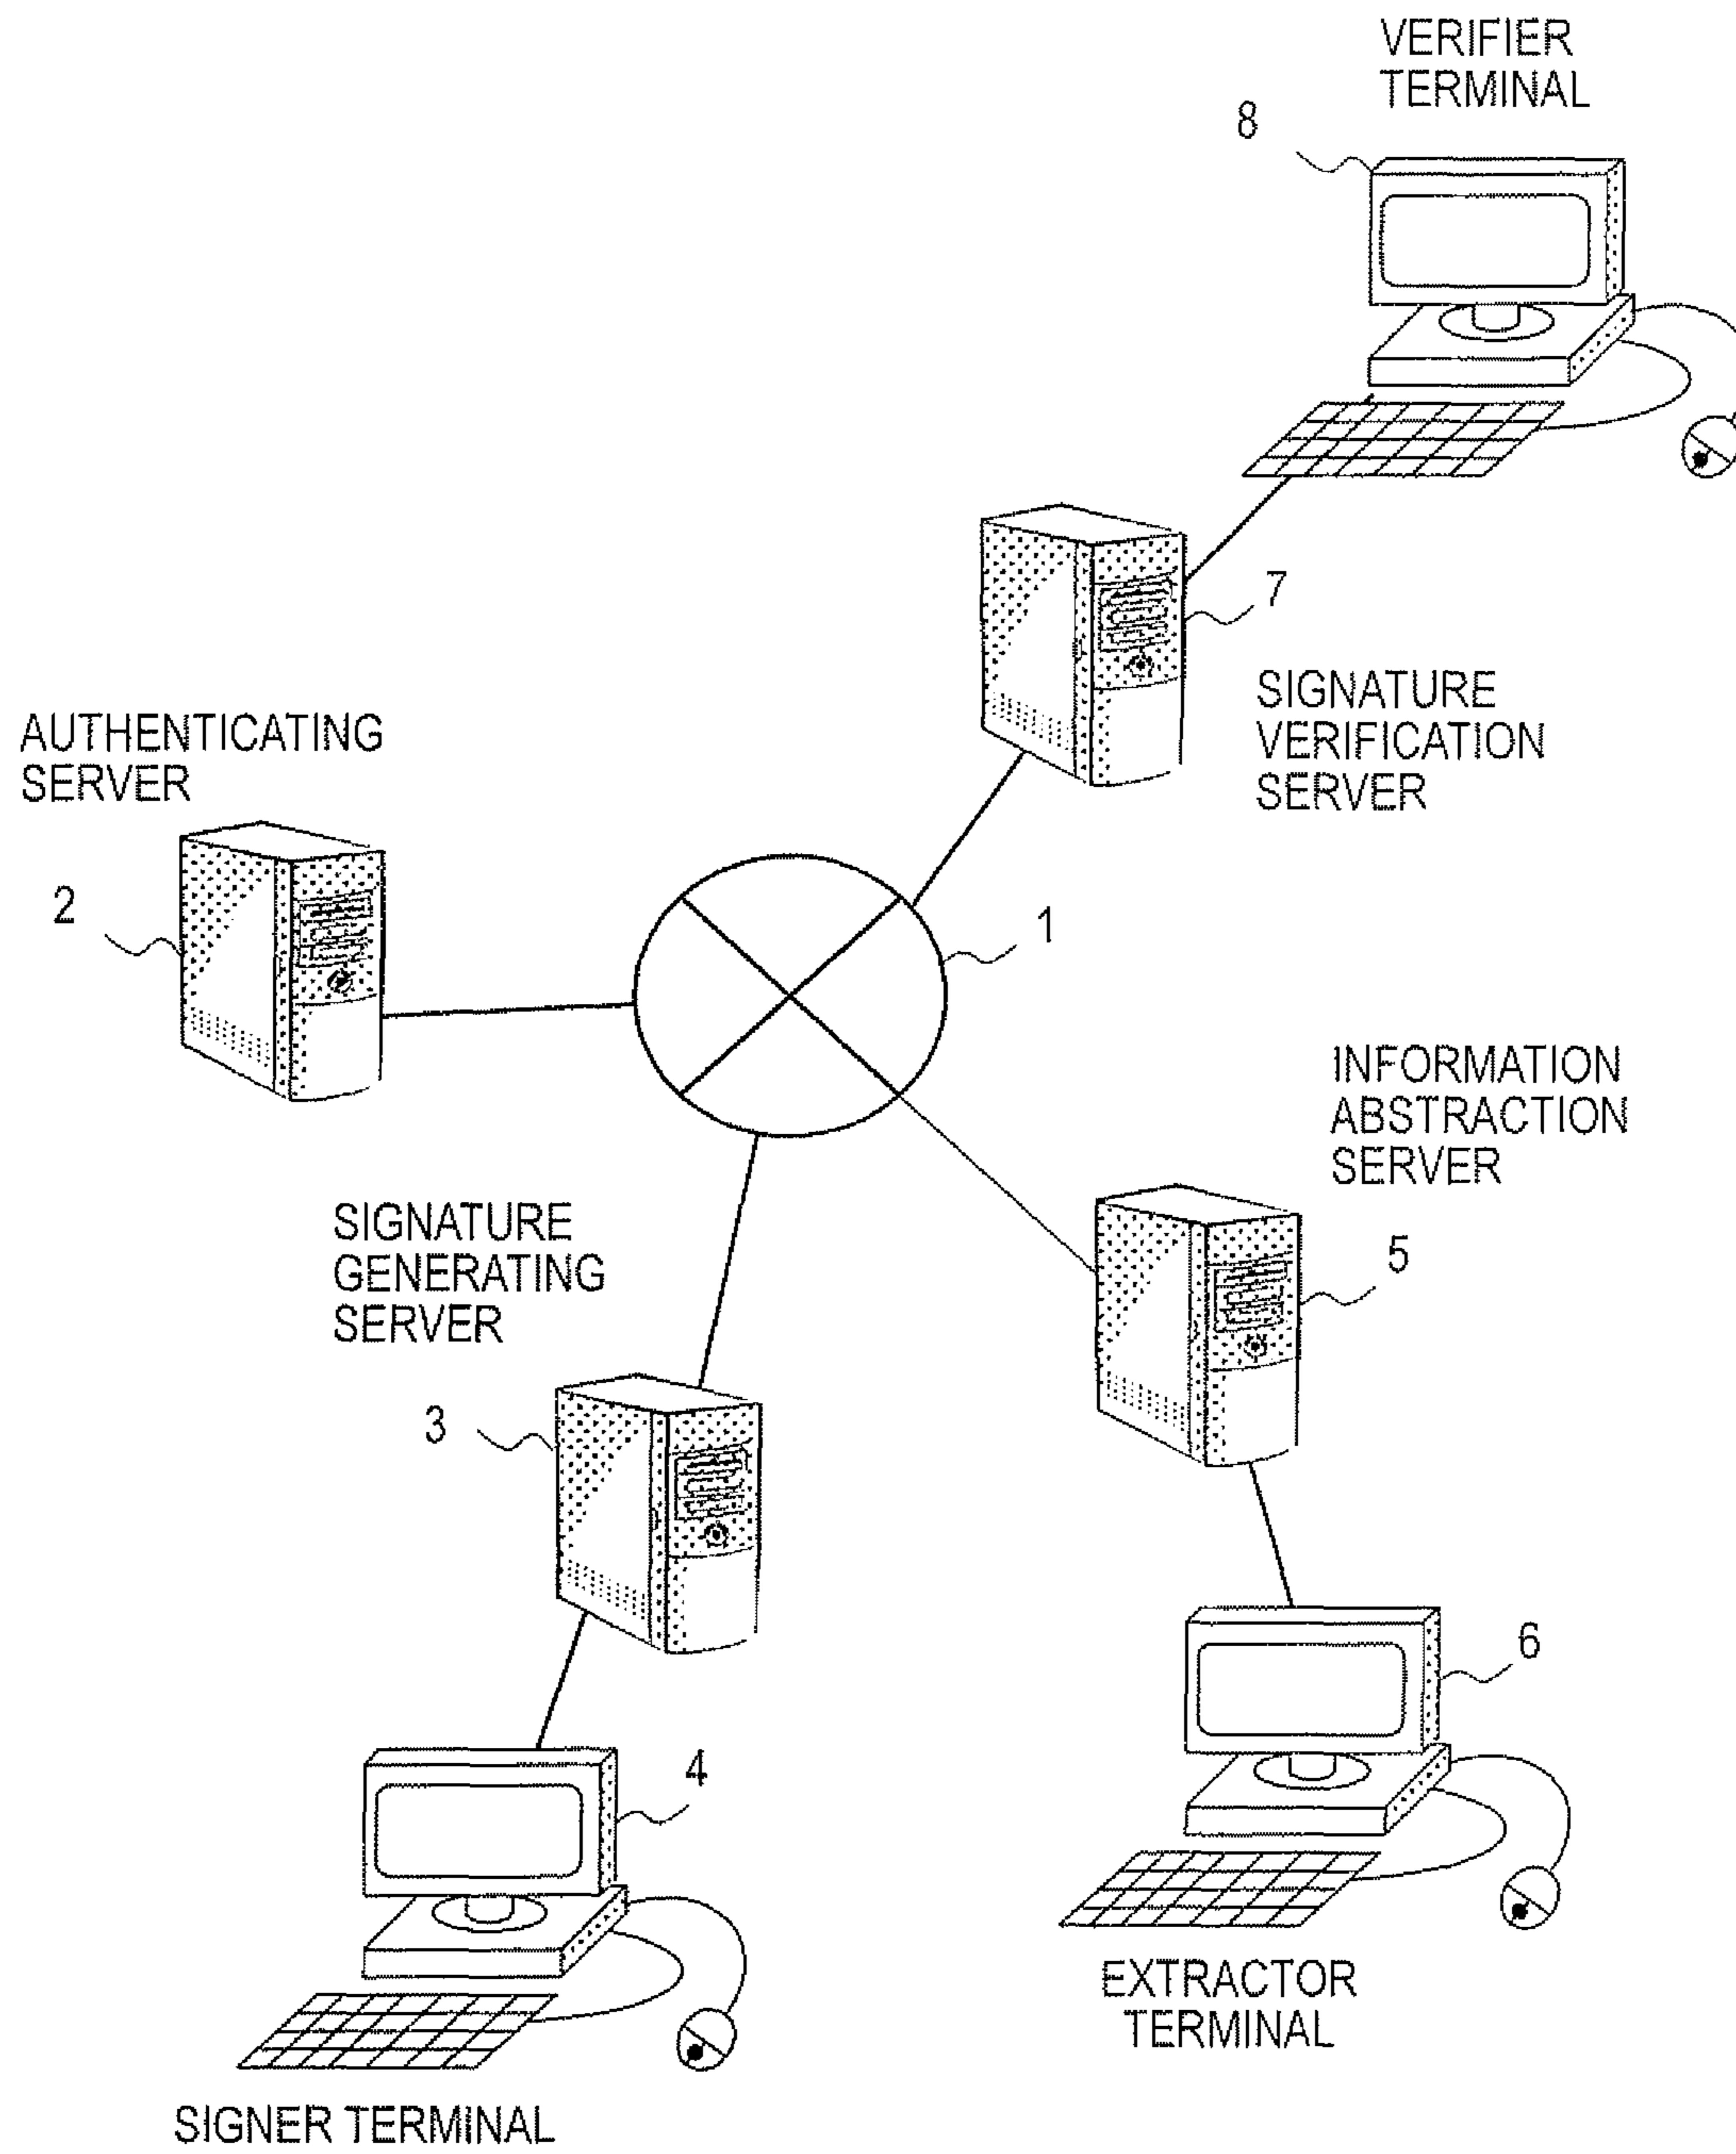 VERIFIER
TERMINAL
8
7
SIGNATURE
VERIFICATION
SERVER
AUTHENTICATING
SERVER
2
1
INFORMATION
ABSTRACTION
SERVER
5
SIGNATURE
GENERATING
SERVER
3
6
4
EXTRACTOR
TERMINAL
SIGNER TERMINAL